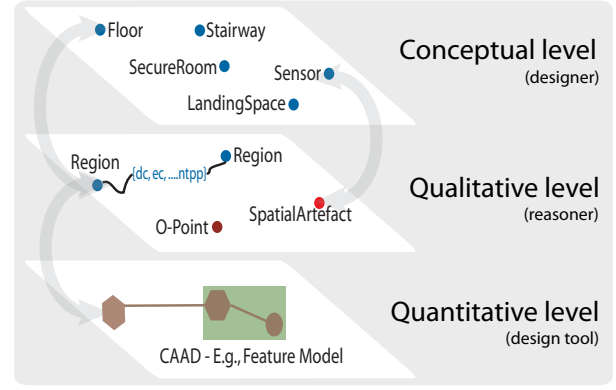 Floor
Stairway
SecureRoom
Sensor
LandingSpace
Conceptual level
(designer)
Region
{dc, ec, ....ntpp}
Region
O-Point
SpatialArtefact
Qualitative level
(reasoner)
CAAD - E.g., Feature Model
Quantitative level
(design tool)